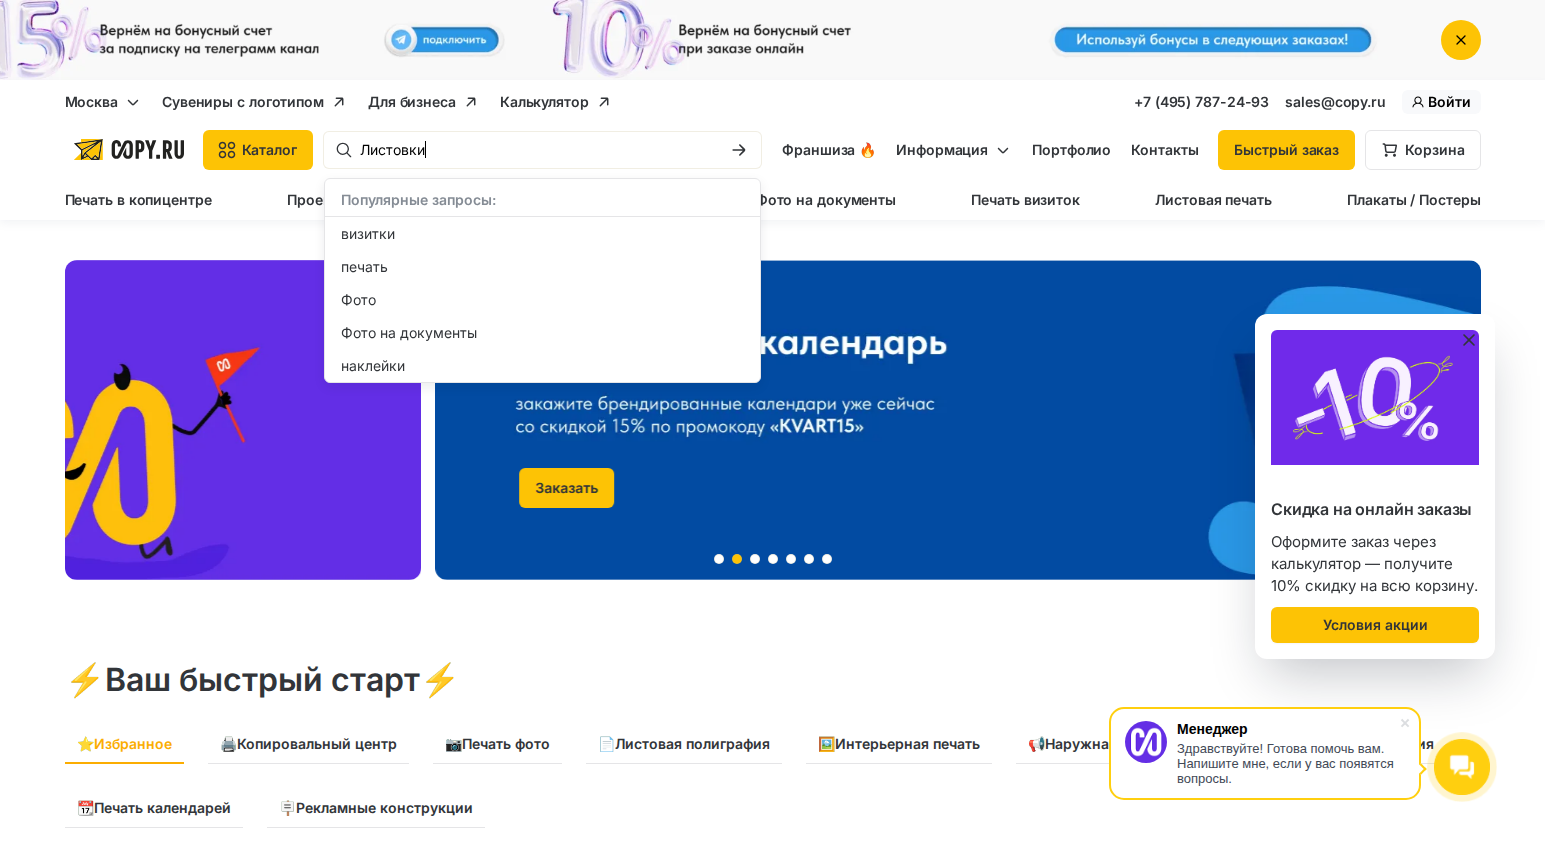 15%
Вернём на бонусный счет
за подписку на телеграмм канал
подключить
10%
Вернём на бонусный счет
при заказе онлайн
Используй бонусы в следующих заказах!
Москва
Сувениры с логотипом
Для бизнеса
Калькулятор
+7 (495) 787-24-93
sales@copy.ru
Войти
COPY.RU
Каталог
Листовки
Франшиза 🔥
Информация
Портфолио
Контакты
Быстрый заказ
Корзина
Печать в копицентре
Прое
Фото на документы
Печать визиток
Листовая печать
Плакаты / Постеры
Популярные запросы:
визитки
печать
Фото
Фото на документы
наклейки
календарь
закажите брендированные календари уже сейчас
со скидкой 15% по промокоду «KVART15»
Заказать
-10%
Скидка на онлайн заказы
Оформите заказ через
калькулятор — получите
10% скидку на всю корзину.
Условия акции
⚡Ваш быстрый старт⚡
⭐Избранное
🖨️Копировальный центр
📷Печать фото
📄Листовая полиграфия
🖼️Интерьерная печать
📢Наружна
ия
📆Печать календарей
🪧Рекламные конструкции
Менеджер
Здравствуйте! Готова помочь вам.
Напишите мне, если у вас появятся
вопросы.